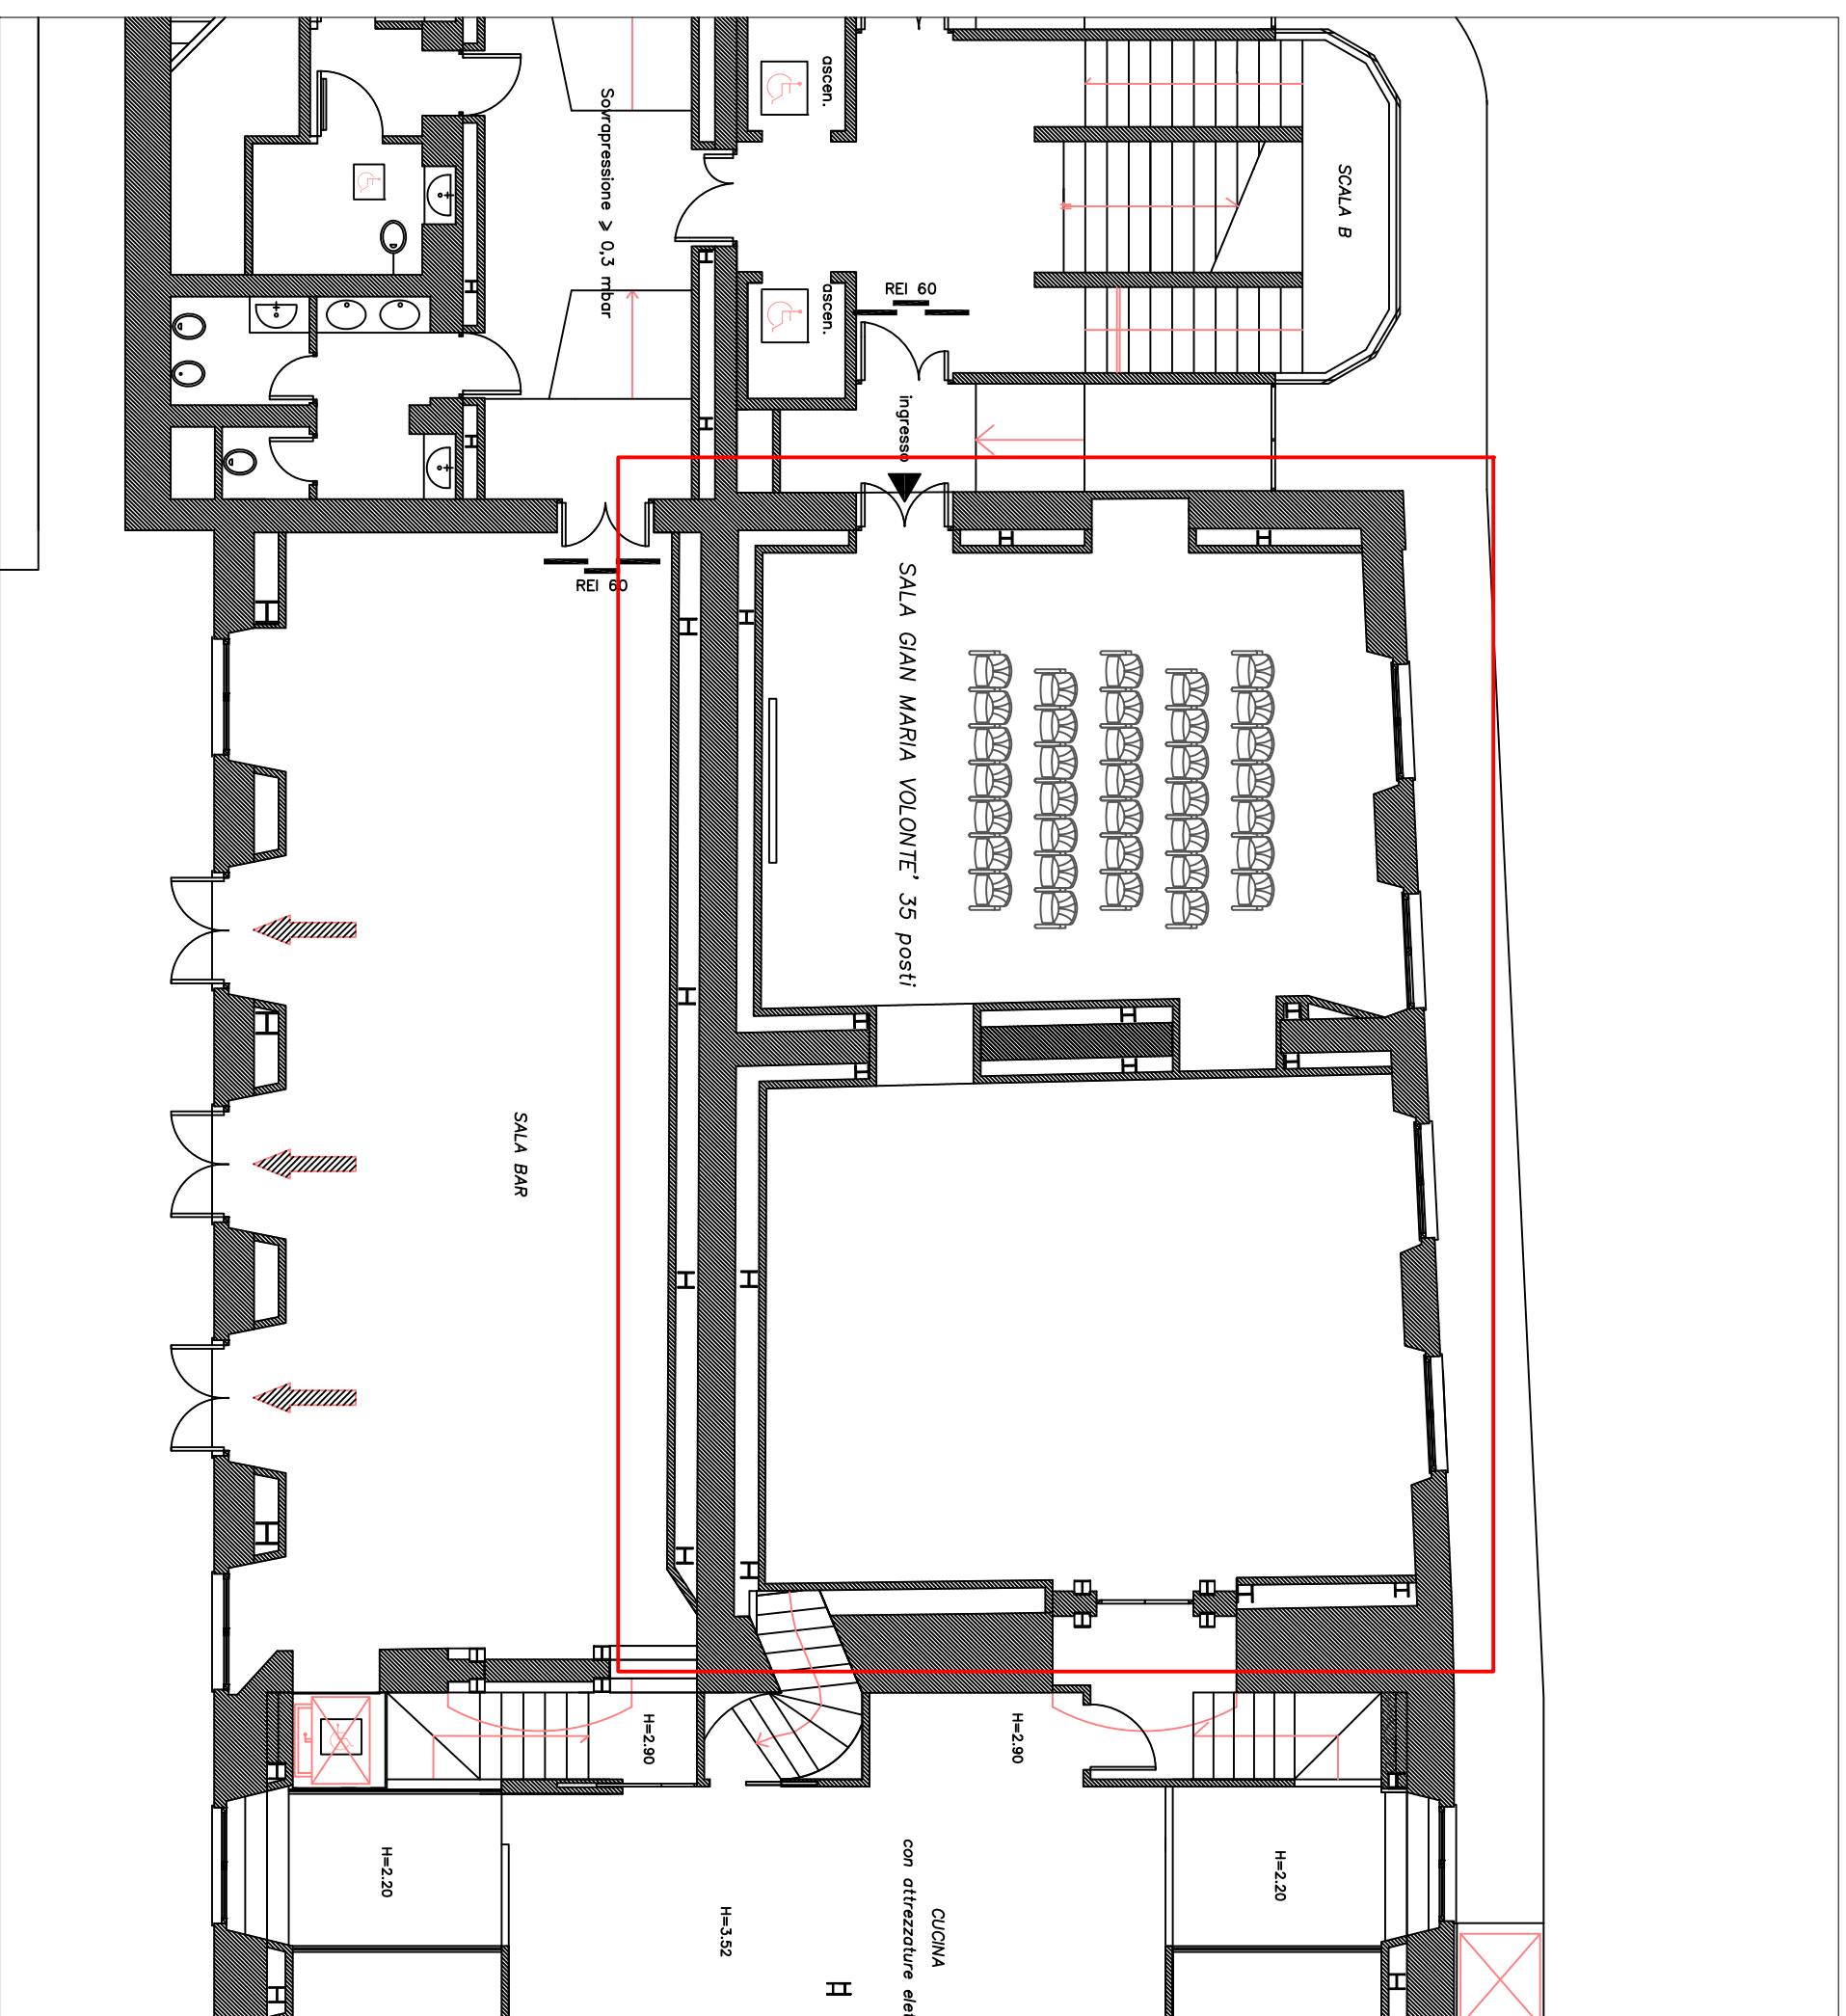 ascen.
SCALA B
Sovrapressione ⩾ 0,3 mbar
ascen.
REI 60
ingresso
REI 60
SALA GIAN MARIA VOLONTE' 35 posti
SALA BAR
H=2.90
H=2.90
H=2.20
H=2.20
H=3.52
CUCINA
con attrezzature